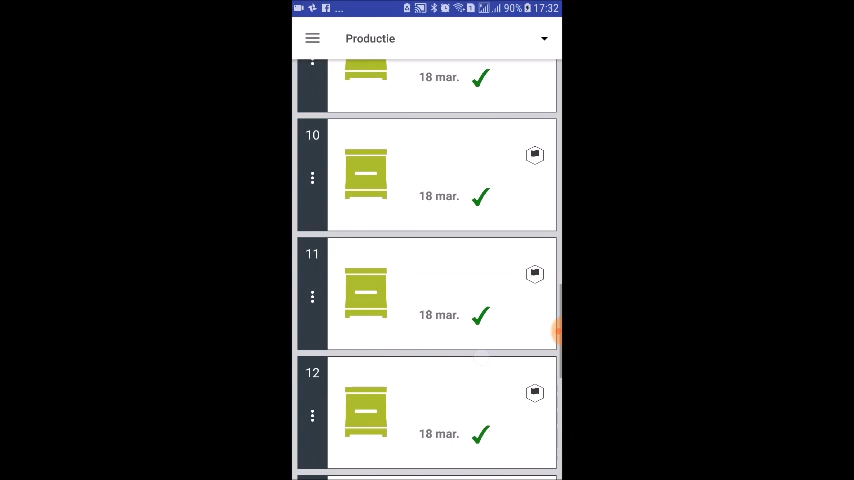 ... 90% 17:32
Productie
18 mar.
10
18 mar.
11
18 mar.
12
18 mar.